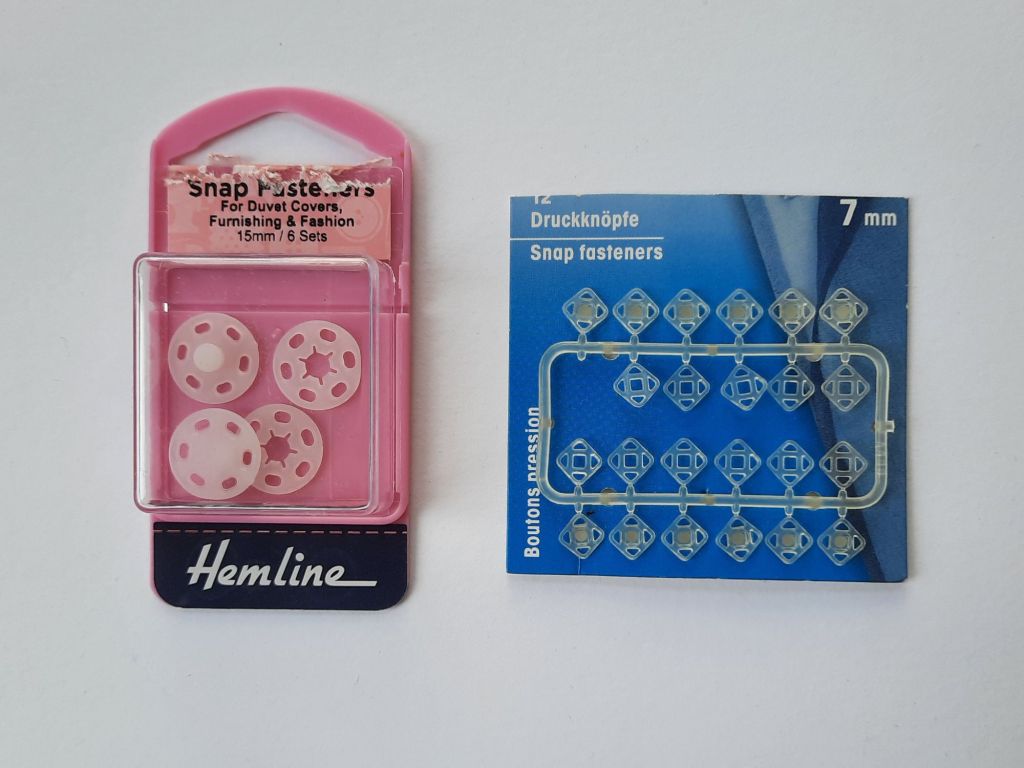 Snap Fasteners
For Duvet Covers,
Furnishing & Fashion
15mm / 6 Sets
Hemline
12
Druckknöpfe
Snap fasteners
7 mm
Boutons pression